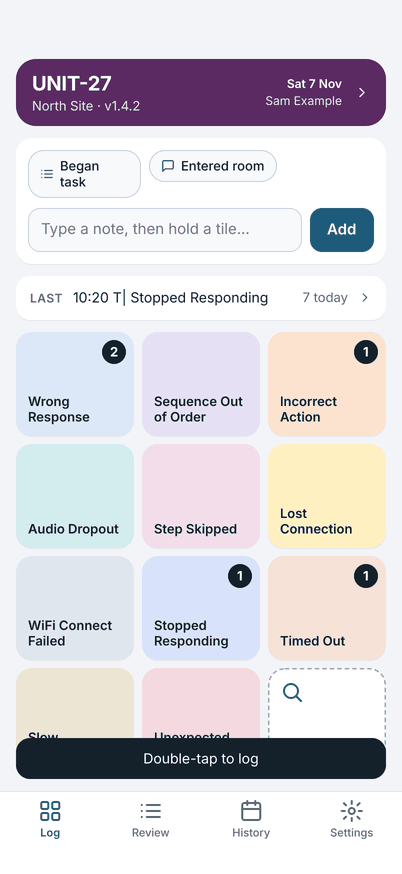 UNIT-27
North Site · v1.4.2
Sat 7 Nov
Sam Example
Began
task
Entered room
Type a note, then hold a tile...
Add
LAST 10:20 T| Stopped Responding 7 today
2
Wrong
Response
Sequence Out
of Order
1
Incorrect
Action
Audio Dropout
Step Skipped
Lost
Connection
WiFi Connect
Failed
1
Stopped
Responding
1
Timed Out
Slow
Unexpected
Double-tap to log
Log
Review
History
Settings